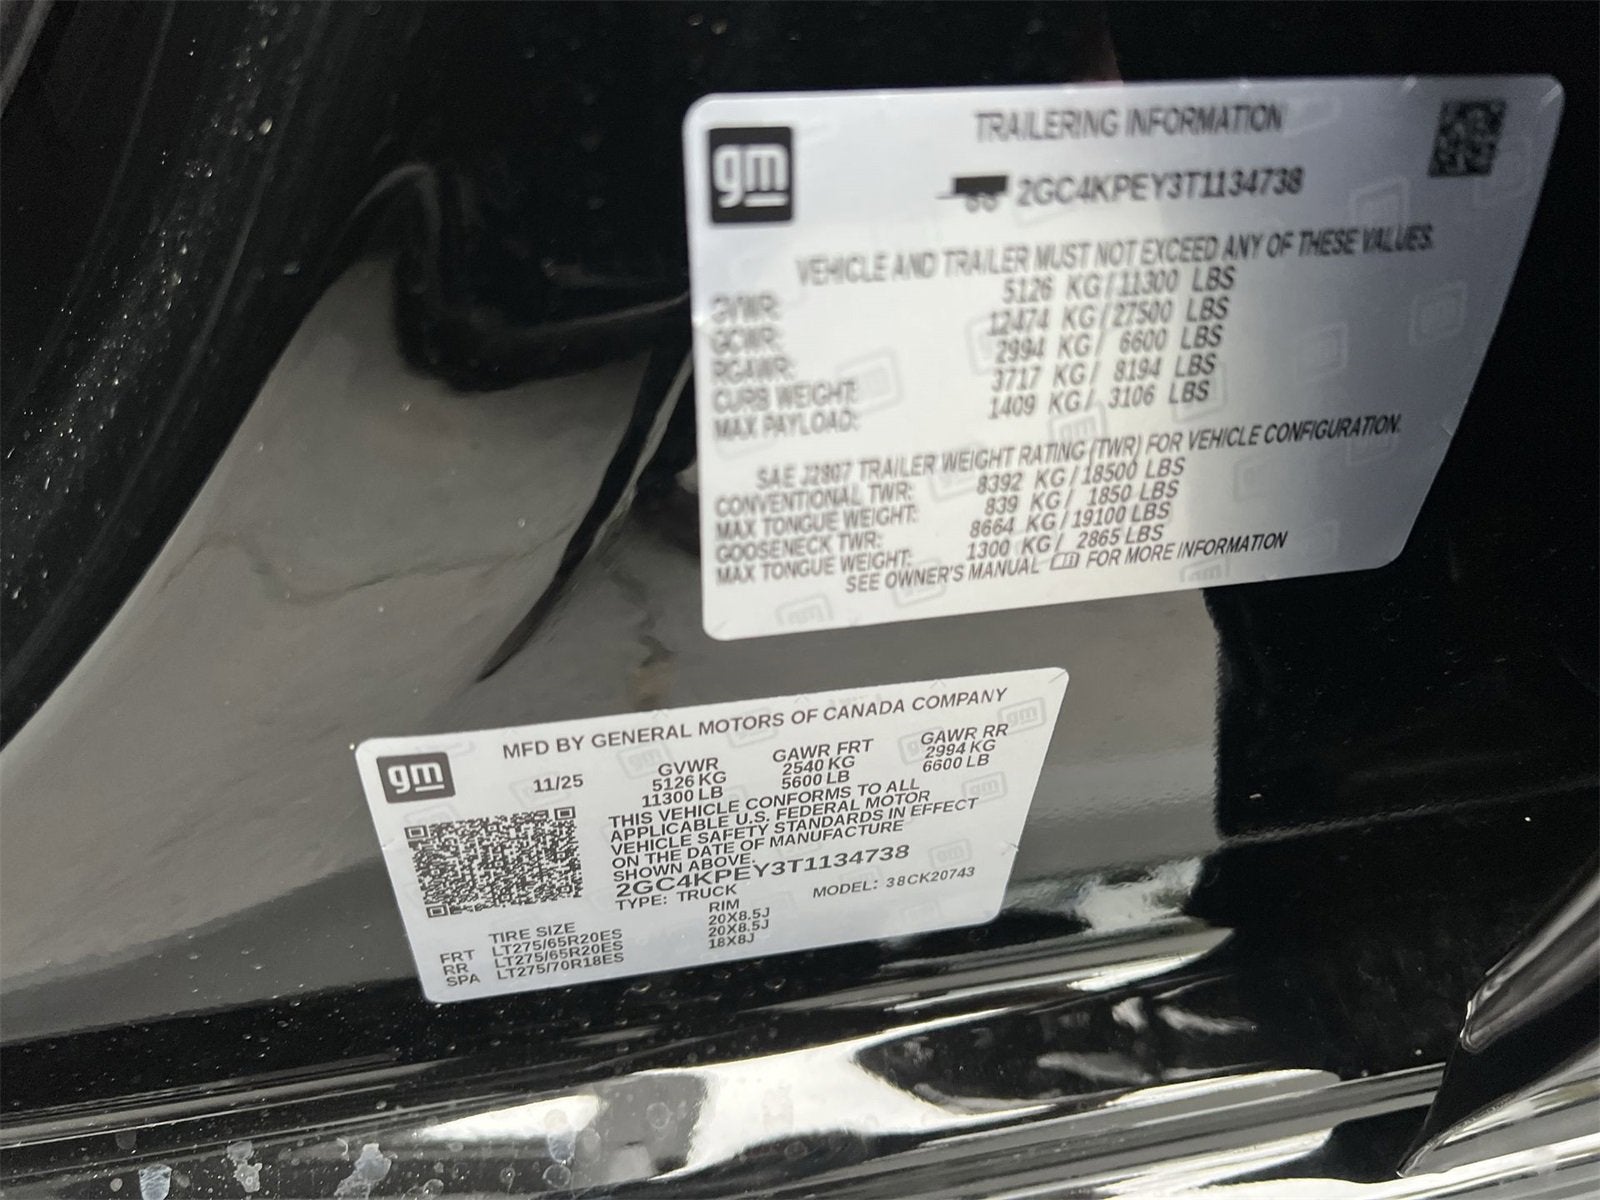 gm
TRAILERING INFORMATION
2GC4KPEY3T1134738
VEHICLE AND TRAILER MUST NOT EXCEED ANY OF THESE VALUES.
GVWR: 5126 KG/11300 LBS
GCWR: 12474 KG/27500 LBS
RGAWR: 2994 KG/ 6600 LBS
CURB WEIGHT: 3717 KG/ 8194 LBS
MAX PAYLOAD: 1409 KG/ 3106 LBS
SAE J2807 TRAILER WEIGHT RATING (TWR) FOR VEHICLE CONFIGURATION.
CONVENTIONAL TWR: 8392 KG/18500 LBS
MAX TONGUE WEIGHT: 839 KG/ 1850 LBS
GOOSENECK TWR: 8664 KG/19100 LBS
MAX TONGUE WEIGHT: 1300 KG/ 2865 LBS
SEE OWNER'S MANUAL FOR MORE INFORMATION
gm
MFD BY GENERAL MOTORS OF CANADA COMPANY
11/25 GVWR GAWR FRT GAWR RR
5126 KG 2540 KG 2994 KG
11300 LB 5600 LB 6600 LB
THIS VEHICLE CONFORMS TO ALL
APPLICABLE U.S. FEDERAL MOTOR
VEHICLE SAFETY STANDARDS IN EFFECT
ON THE DATE OF MANUFACTURE
SHOWN ABOVE.
2GC4KPEY3T1134738
TYPE: TRUCK MODEL: 38CK20743
TIRE SIZE RIM
FRT LT275/65R20ES 20X8.5J
RR LT275/65R20ES 20X8.5J
SPA LT275/70R18ES 18X8J